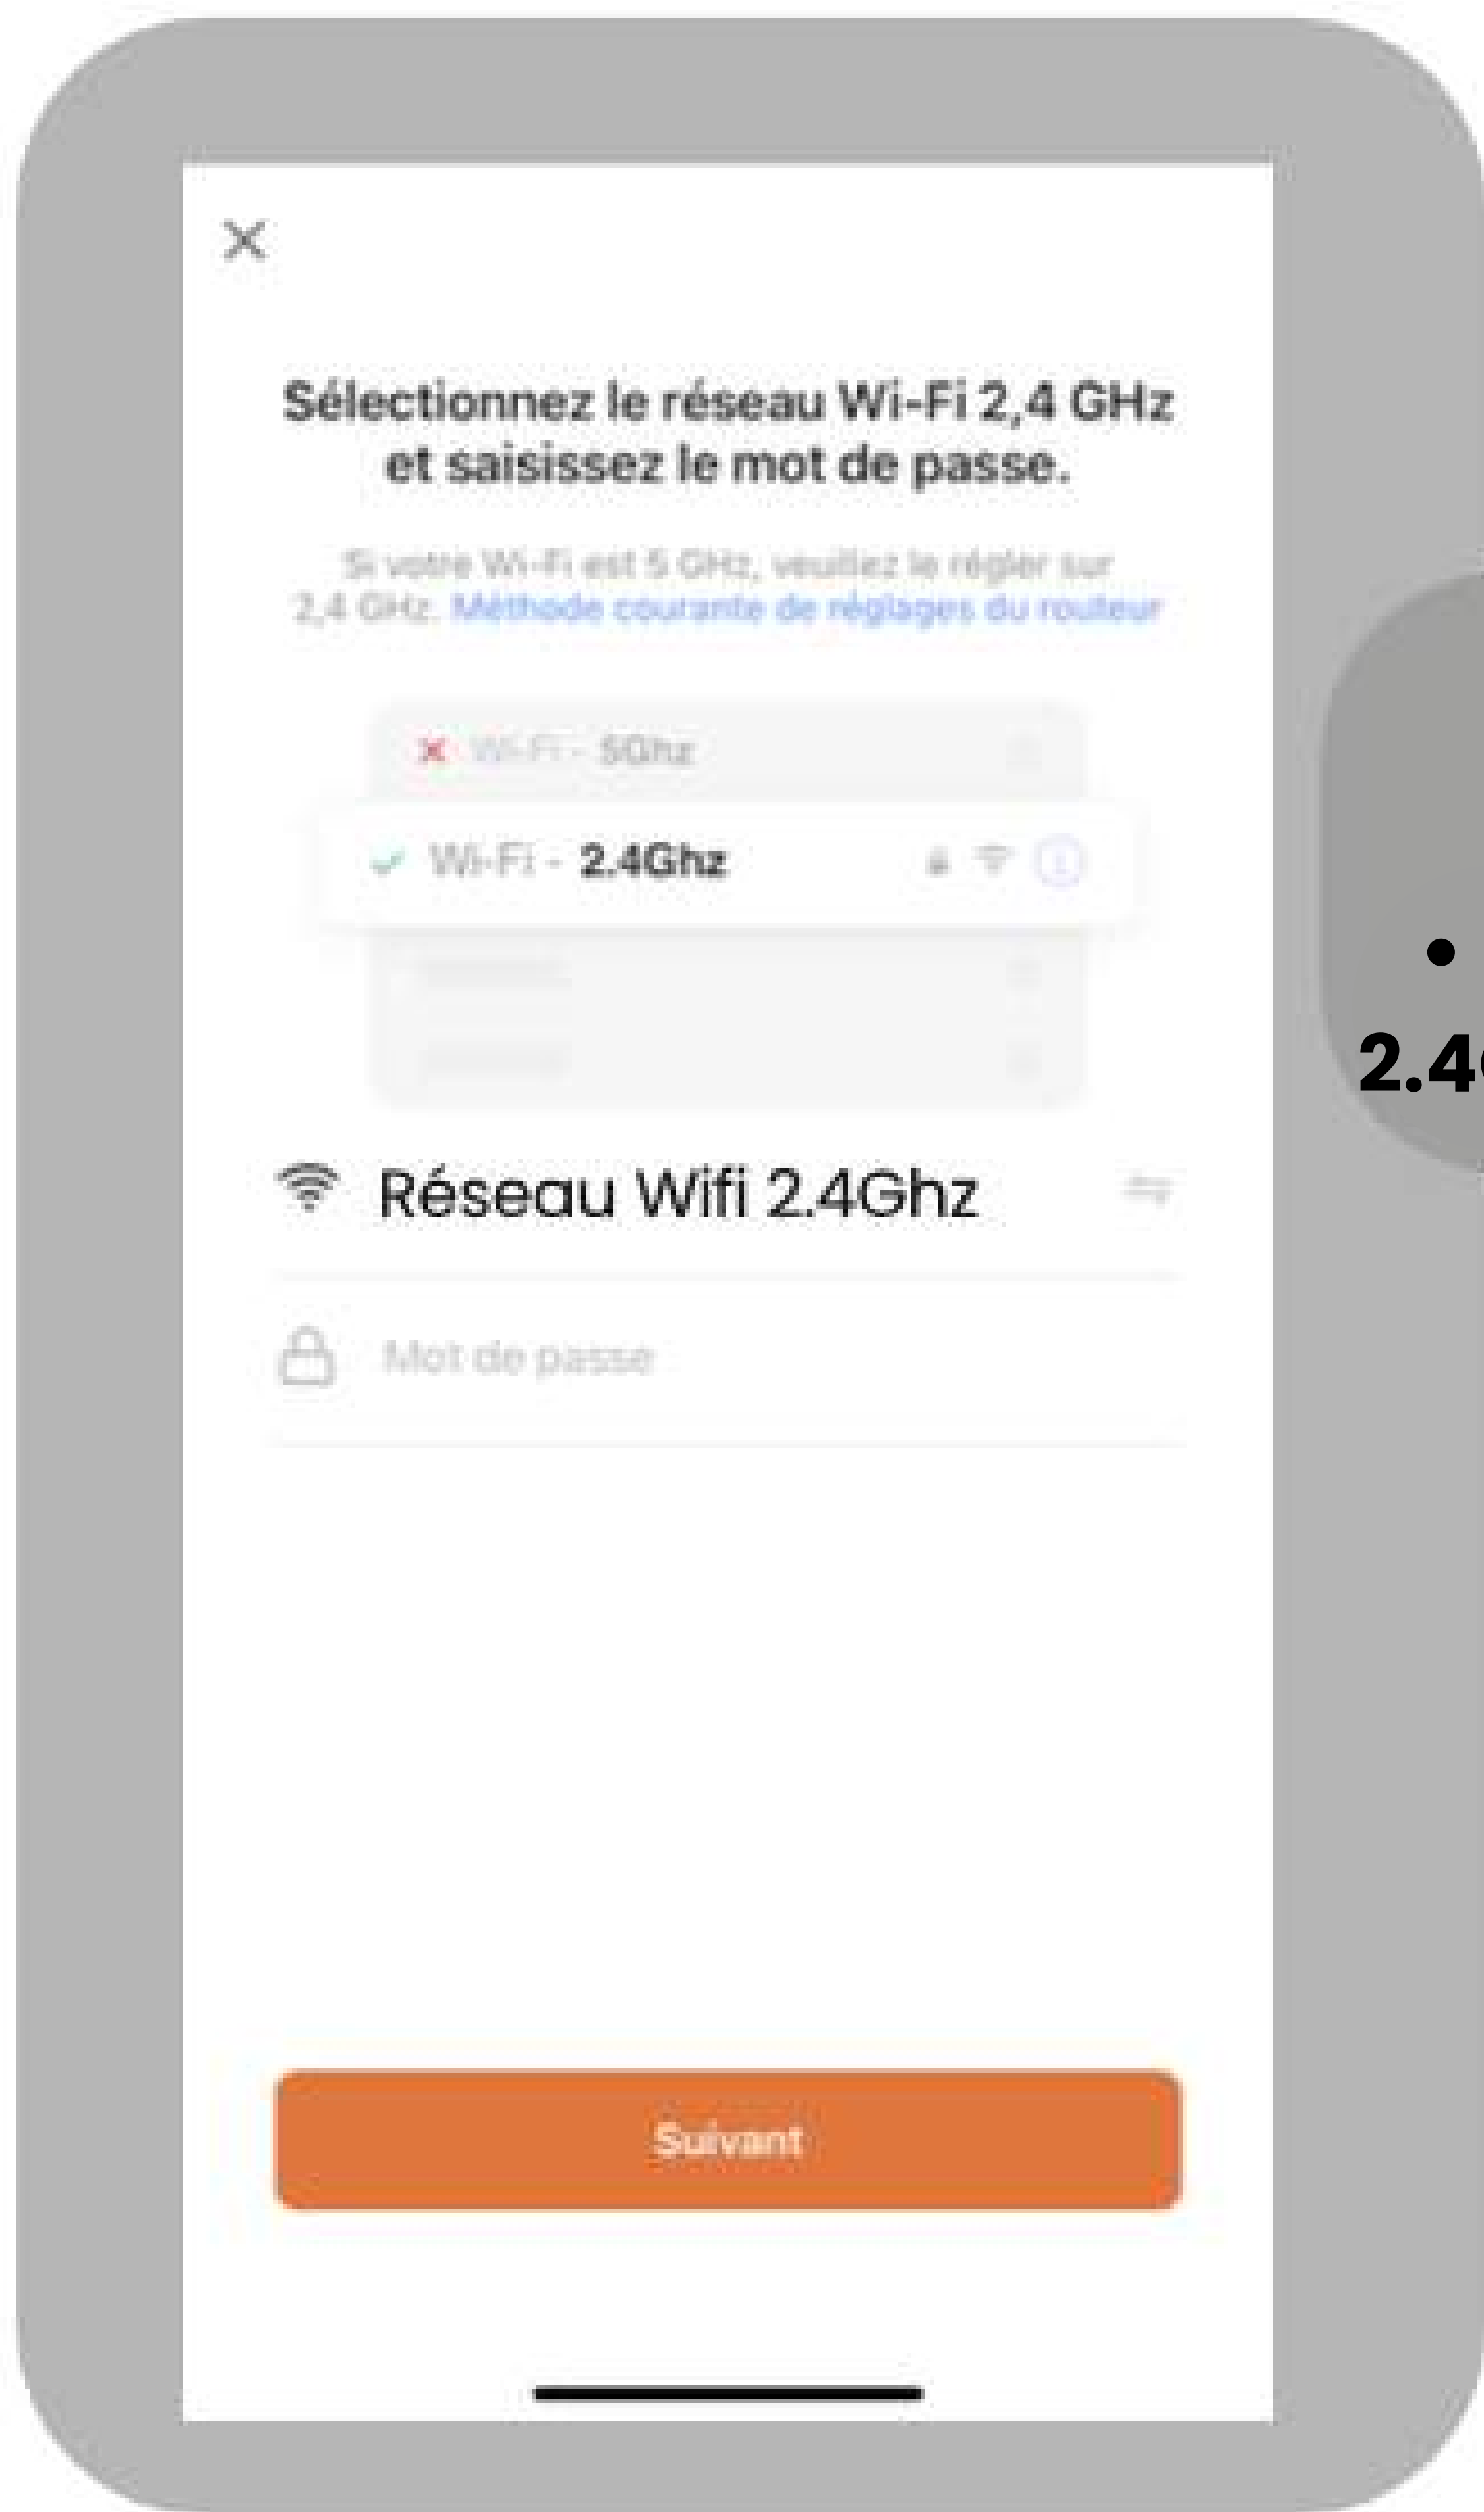 Sélectionnez le réseau Wi-Fi 2,4 GHz
et saisissez le mot de passe.
Si votre Wi-Fi est 5 GHz, veuillez le régler sur
2,4 GHz. Méthode courante de réglages du routeur
Wi-Fi - 5Ghz
Wi-Fi - 2.4Ghz
Réseau Wifi 2.4Ghz
Mot de passe
Suivant
2.4